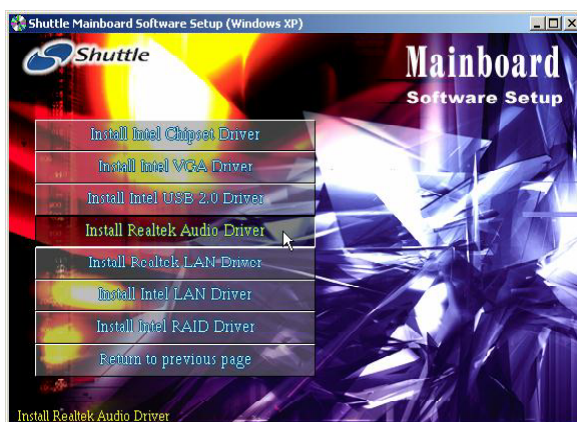 Shuttle Mainboard Software Setup (Windows XP)
Shuttle
Mainboard
Software Setup
Install Intel Chipset Driver
Install Intel VGA Driver
Install Intel USB 2.0 Driver
Install Realtek Audio Driver
Install Realtek LAN Driver
Install Intel LAN Driver
Install Intel RAID Driver
Return to previous page
Install Realtek Audio Driver